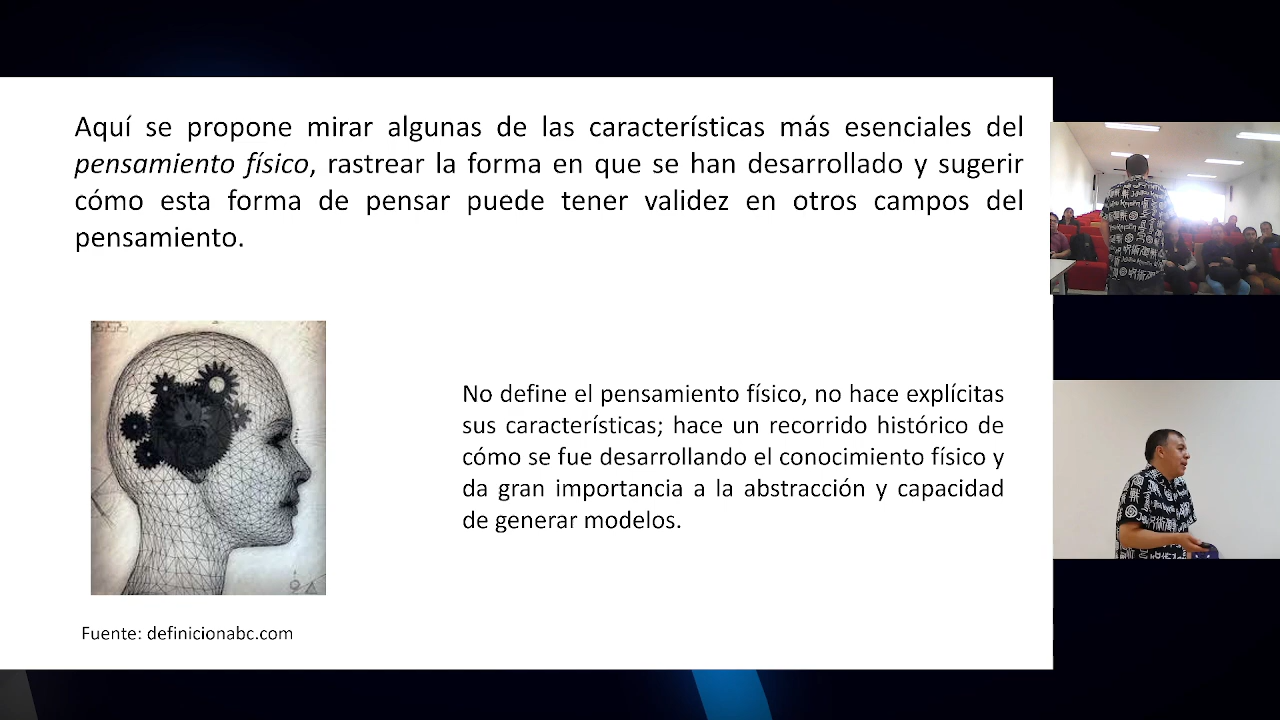 Aquí se propone mirar algunas de las características más esenciales del
pensamiento físico, rastrear la forma en que se han desarrollado y sugerir
cómo esta forma de pensar puede tener validez en otros campos del
pensamiento.
No define el pensamiento físico, no hace explícitas
sus características; hace un recorrido histórico de
cómo se fue desarrollando el conocimiento físico y
da gran importancia a la abstracción y capacidad
de generar modelos.
Fuente: definicionabc.com